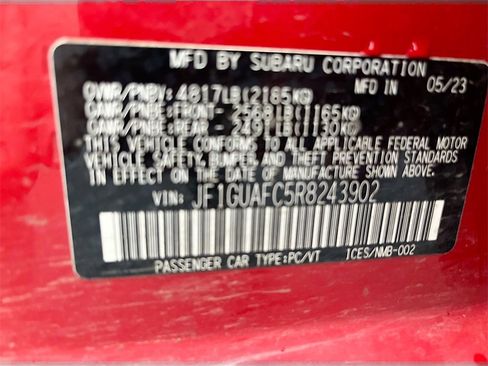 MFD BY SUBARU CORPORATION
MFD IN 05/23
GVWR/PNBV: 4817LB(2185KG)
GAWR/PNBE:FRONT- 2568LB(1165KG)
GAWR/PNBE:REAR - 2491LB(1130KG)
THIS VEHICLE CONFORMS TO ALL APPLICABLE FEDERAL MOTOR
VEHICLE SAFETY, BUMPER, AND THEFT PREVENTION STANDARDS
IN EFFECT ON THE DATE OF MANUFACTURE SHOWN ABOVE.
VIN: JF1GUAFC5R8243902
PASSENGER CAR TYPE:PC/VT ICES/NMB-002